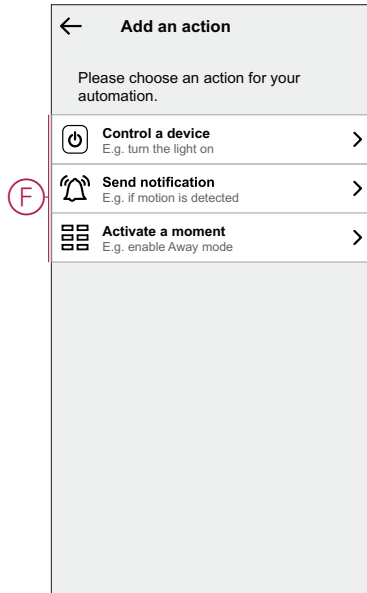 Add an action
Please choose an action for your
automation.
Control a device
E.g. turn the light on
F
Send notification
E.g. if motion is detected
Activate a moment
E.g. enable Away mode